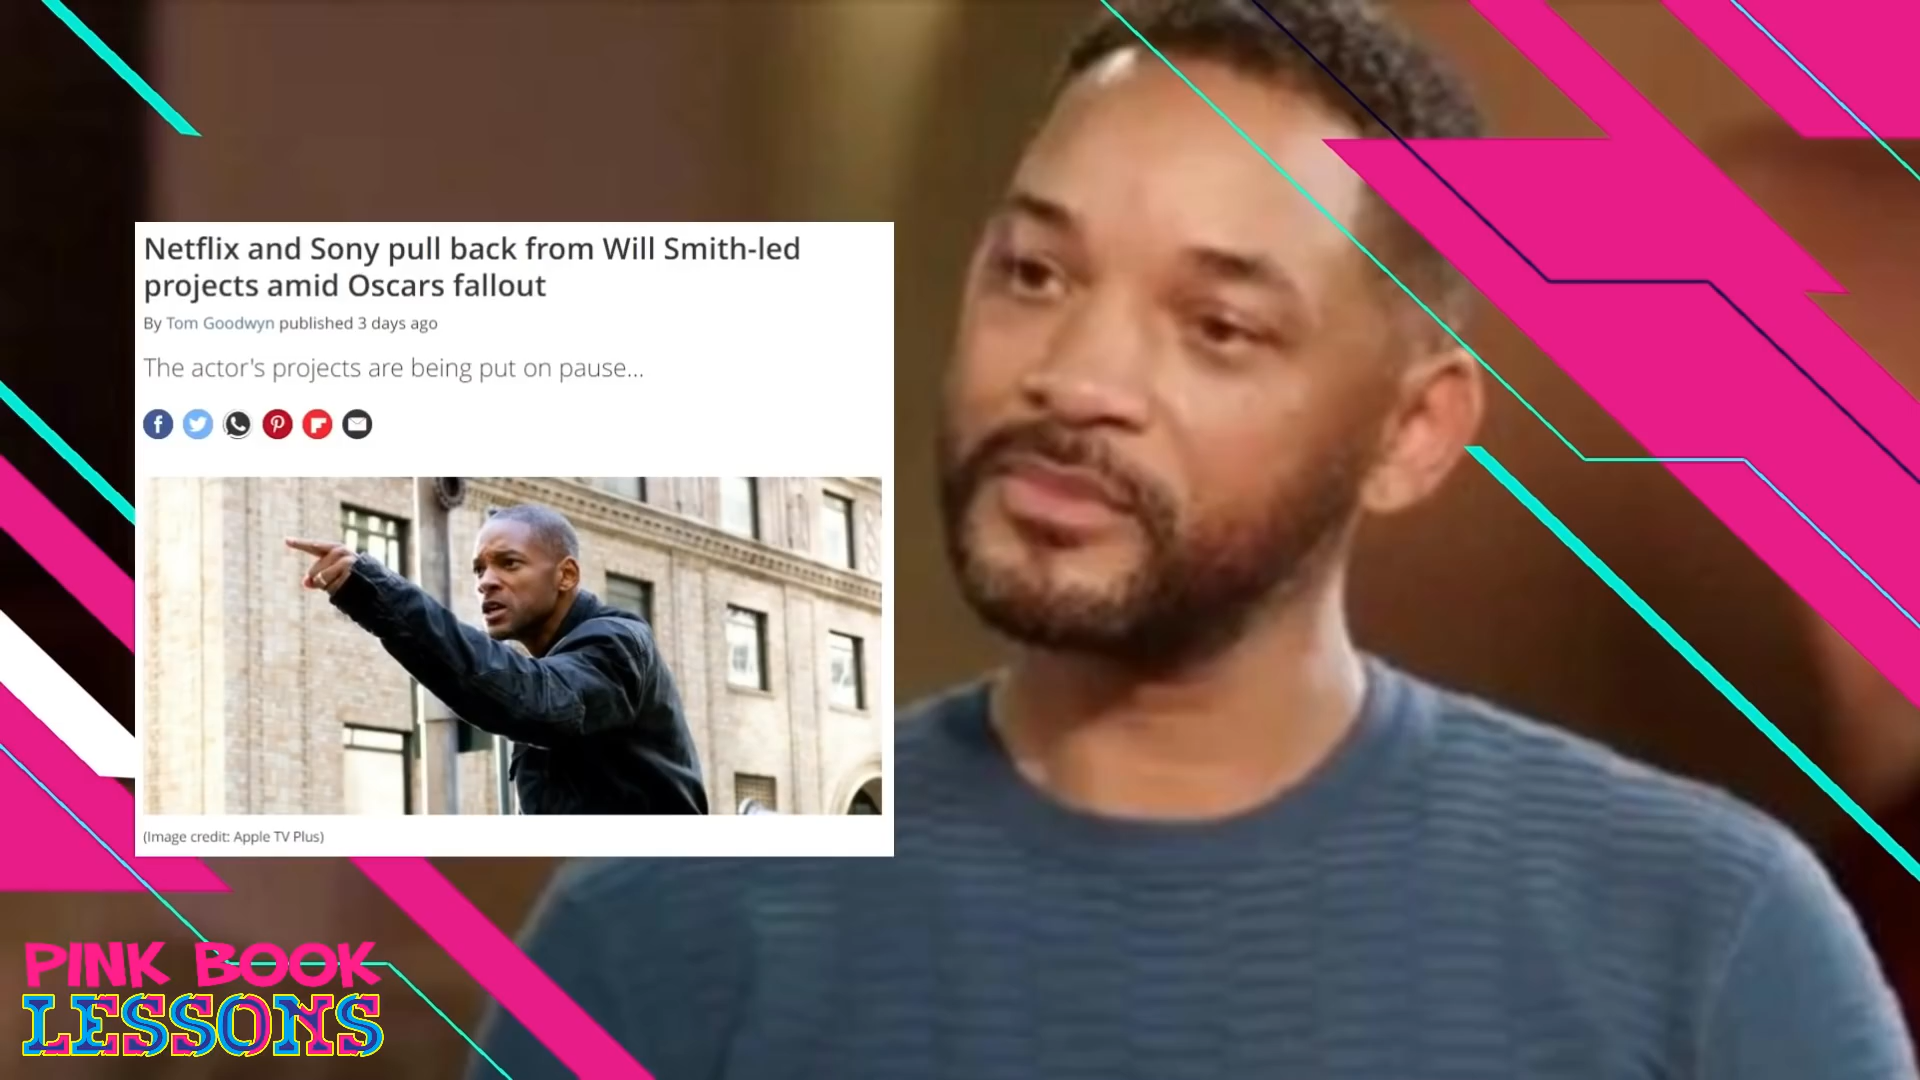 Netflix and Sony pull back from Will Smith-led
projects amid Oscars fallout
By Tom Goodwyn published 3 days ago
The actor's projects are being put on pause...
(Image credit: Apple TV Plus)
PINK BOOK
LESSONS